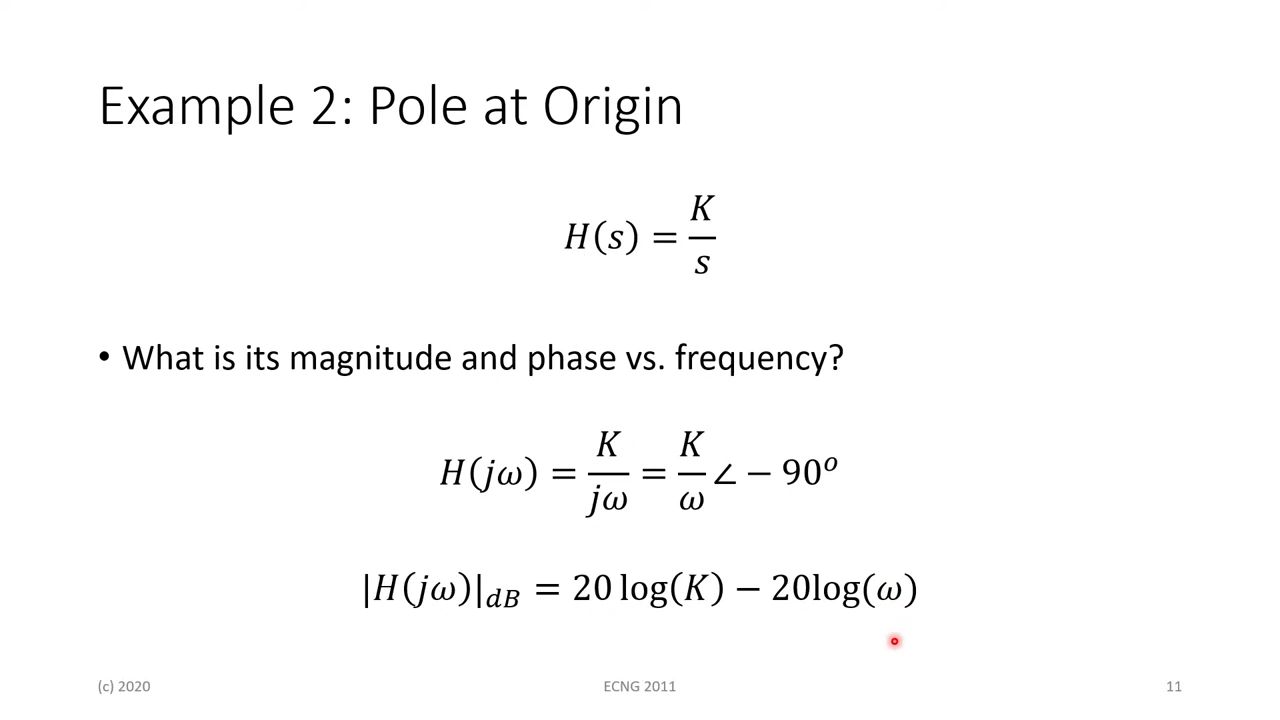 Example 2: Pole at Origin
H(s) = K/s
• What is its magnitude and phase vs. frequency?
H(jω) = K/jω = K/ω ∠ − 90ᵒ
|H(jω)|dB = 20 log(K) − 20log(ω)
(c) 2020 ECNG 2011 11